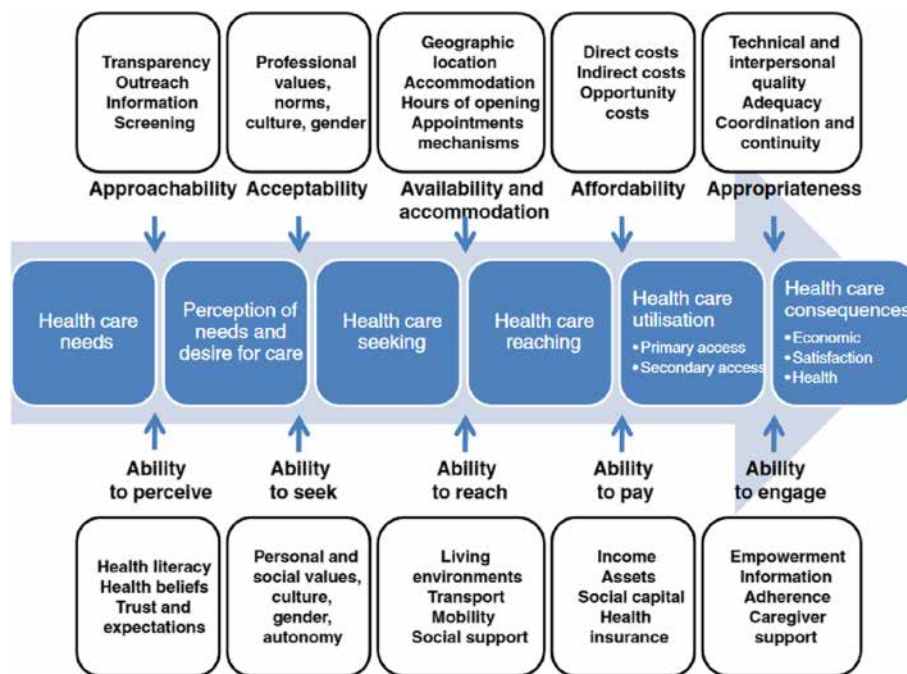 Transparency
Outreach
Information
Screening
Professional
values,
norms,
culture, gender
Geographic
location
Accommodation
Hours of opening
Appointments
mechanisms
Direct costs
Indirect costs
Opportunity
costs
Technical and
interpersonal
quality
Adequacy
Coordination and
continuity
Approachability
Acceptability
Availability and
accommodation
Affordability
Appropriateness
Health care
needs
Perception of
needs and
desire for care
Health care
seeking
Health care
reaching
Health care
utilisation
•Primary access
•Secondary access
Health care
consequences
•Economic
•Satisfaction
•Health
Ability
to perceive
Ability
to seek
Ability
to reach
Ability
to pay
Ability
to engage
Health literacy
Health beliefs
Trust and
expectations
Personal and
social values,
culture,
gender,
autonomy
Living
environments
Transport
Mobility
Social support
Income
Assets
Social capital
Health
insurance
Empowerment
Information
Adherence
Caregiver
support